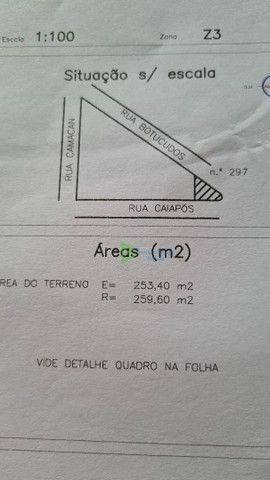 Escala 1:100 Zona Z3
Situação s/ escala
RUA CAMACAN
RUA BOTUCUDOS
n.º 297
RUA CAIAPÓS
Áreas (m2)
REA DO TERRENO E= 253,40 m2
R= 259,60 m2
VIDE DETALHE QUADRO NA FOLHA